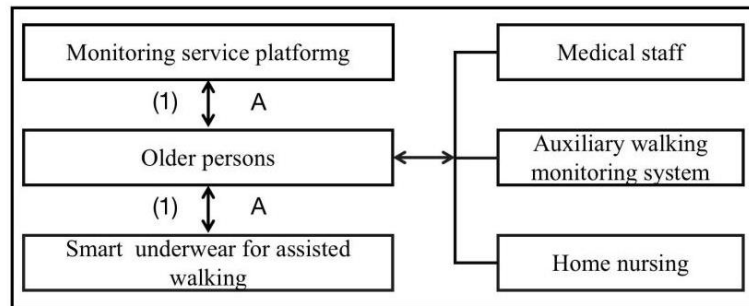 Monitoring service platformg
(1) A
Older persons
(1) A
Smart underwear for assisted
walking
Medical staff
Auxiliary walking
monitoring system
Home nursing